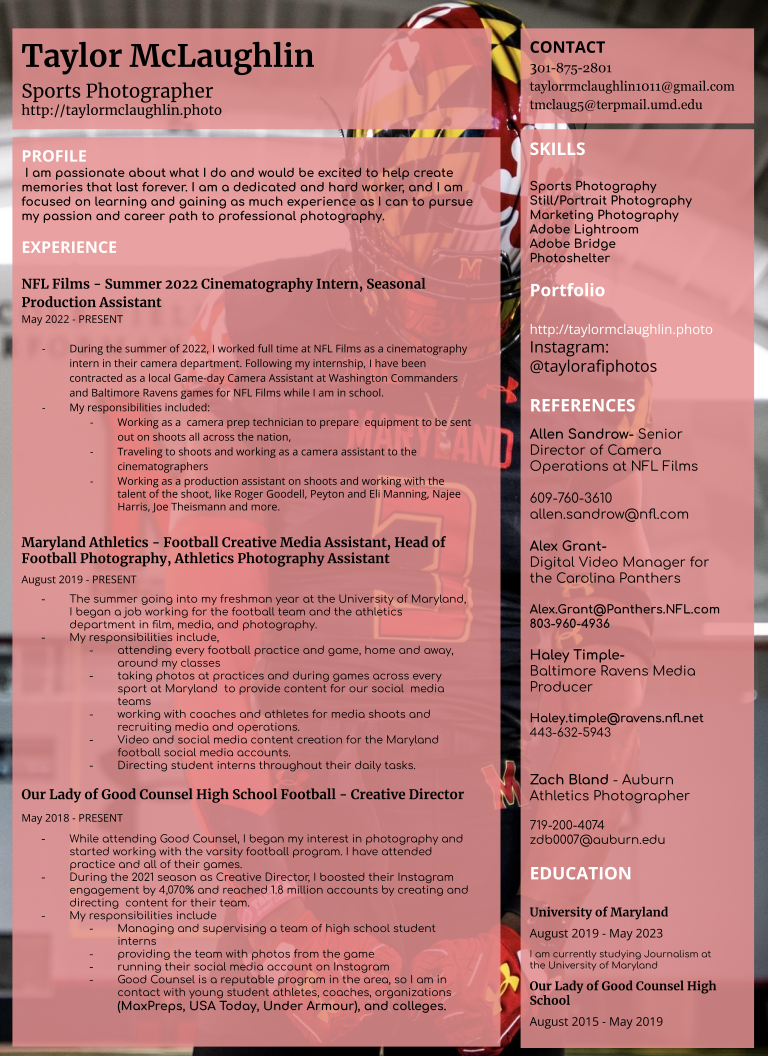 Taylor McLaughlin
Sports Photographer
http://taylormclaughlin.photo
PROFILE
I am passionate about what I do and would be excited to help create
memories that last forever. I am a dedicated and hard worker, and I am
focused on learning and gaining as much experience as I can to pursue
my passion and career path to professional photography.
EXPERIENCE
NFL Films - Summer 2022 Cinematography Intern, Seasonal
Production Assistant
May 2022 - PRESENT
- During the summer of 2022, I worked full time at NFL Films as a cinematography
intern in their camera department. Following my internship, I have been
contracted as a local Game-day Camera Assistant at Washington Commanders
and Baltimore Ravens games for NFL Films while I am in school.
- My responsibilities included:
- Working as a camera prep technician to prepare equipment to be sent
out on shoots all across the nation,
- Traveling to shoots and working as a camera assistant to the
cinematographers
- Working as a production assistant on shoots and working with the
talent of the shoot, like Roger Goodell, Peyton and Eli Manning, Najee
Harris, Joe Theismann and more.
Maryland Athletics - Football Creative Media Assistant, Head of
Football Photography, Athletics Photography Assistant
August 2019 - PRESENT
- The summer going into my freshman year at the University of Maryland,
I began a job working for the football team and the athletics
department in film, media, and photography.
- My responsibilities include,
- attending every football practice and game, home and away,
around my classes
- taking photos at practices and during games across every
sport at Maryland to provide content for our social media
teams
- working with coaches and athletes for media shoots and
recruiting media and operations.
- Video and social media content creation for the Maryland
football social media accounts.
- Directing student interns throughout their daily tasks.
Our Lady of Good Counsel High School Football - Creative Director
May 2018 - PRESENT
- While attending Good Counsel, I began my interest in photography and
started working with the varsity football program. I have attended
practice and all of their games.
- During the 2021 season as Creative Director, I boosted their Instagram
engagement by 4,070% and reached 1.8 million accounts by creating and
directing content for their team.
- My responsibilities include
- Managing and supervising a team of high school student
interns
- providing the team with photos from the game
- running their social media account on Instagram
- Good Counsel is a reputable program in the area, so I am in
contact with young student athletes, coaches, organizations
(MaxPreps, USA Today, Under Armour), and colleges.
CONTACT
301-875-2801
taylorrmclaughlin1011@gmail.com
tmclaug5@terpmail.umd.edu
SKILLS
Sports Photography
Still/Portrait Photography
Marketing Photography
Adobe Lightroom
Adobe Bridge
Photoshelter
Portfolio
http://taylormclaughlin.photo
Instagram:
@taylorafiphotos
REFERENCES
Allen Sandrow- Senior
Director of Camera
Operations at NFL Films
609-760-3610
allen.sandrow@nfl.com
Alex Grant-
Digital Video Manager for
the Carolina Panthers
Alex.Grant@Panthers.NFL.com
803-960-4936
Haley Timple-
Baltimore Ravens Media
Producer
Haley.timple@ravens.nfl.net
443-632-5943
Zach Bland - Auburn
Athletics Photographer
719-200-4074
zdb0007@auburn.edu
EDUCATION
University of Maryland
August 2019 - May 2023
I am currently studying Journalism at
the University of Maryland
Our Lady of Good Counsel High
School
August 2015 - May 2019
MARYLAND
3
M
M